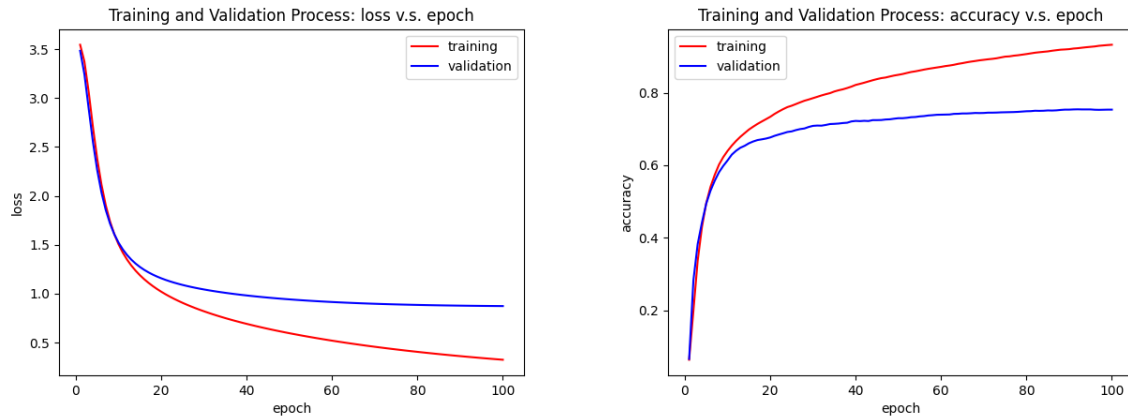 Training and Validation Process: loss v.s. epoch
3.5
3.0
2.5
2.0
1.5
1.0
0.5
loss
training
validation
0
20
40
60
80
100
epoch
Training and Validation Process: accuracy v.s. epoch
0.8
0.6
0.4
0.2
accuracy
training
validation
0
20
40
60
80
100
epoch